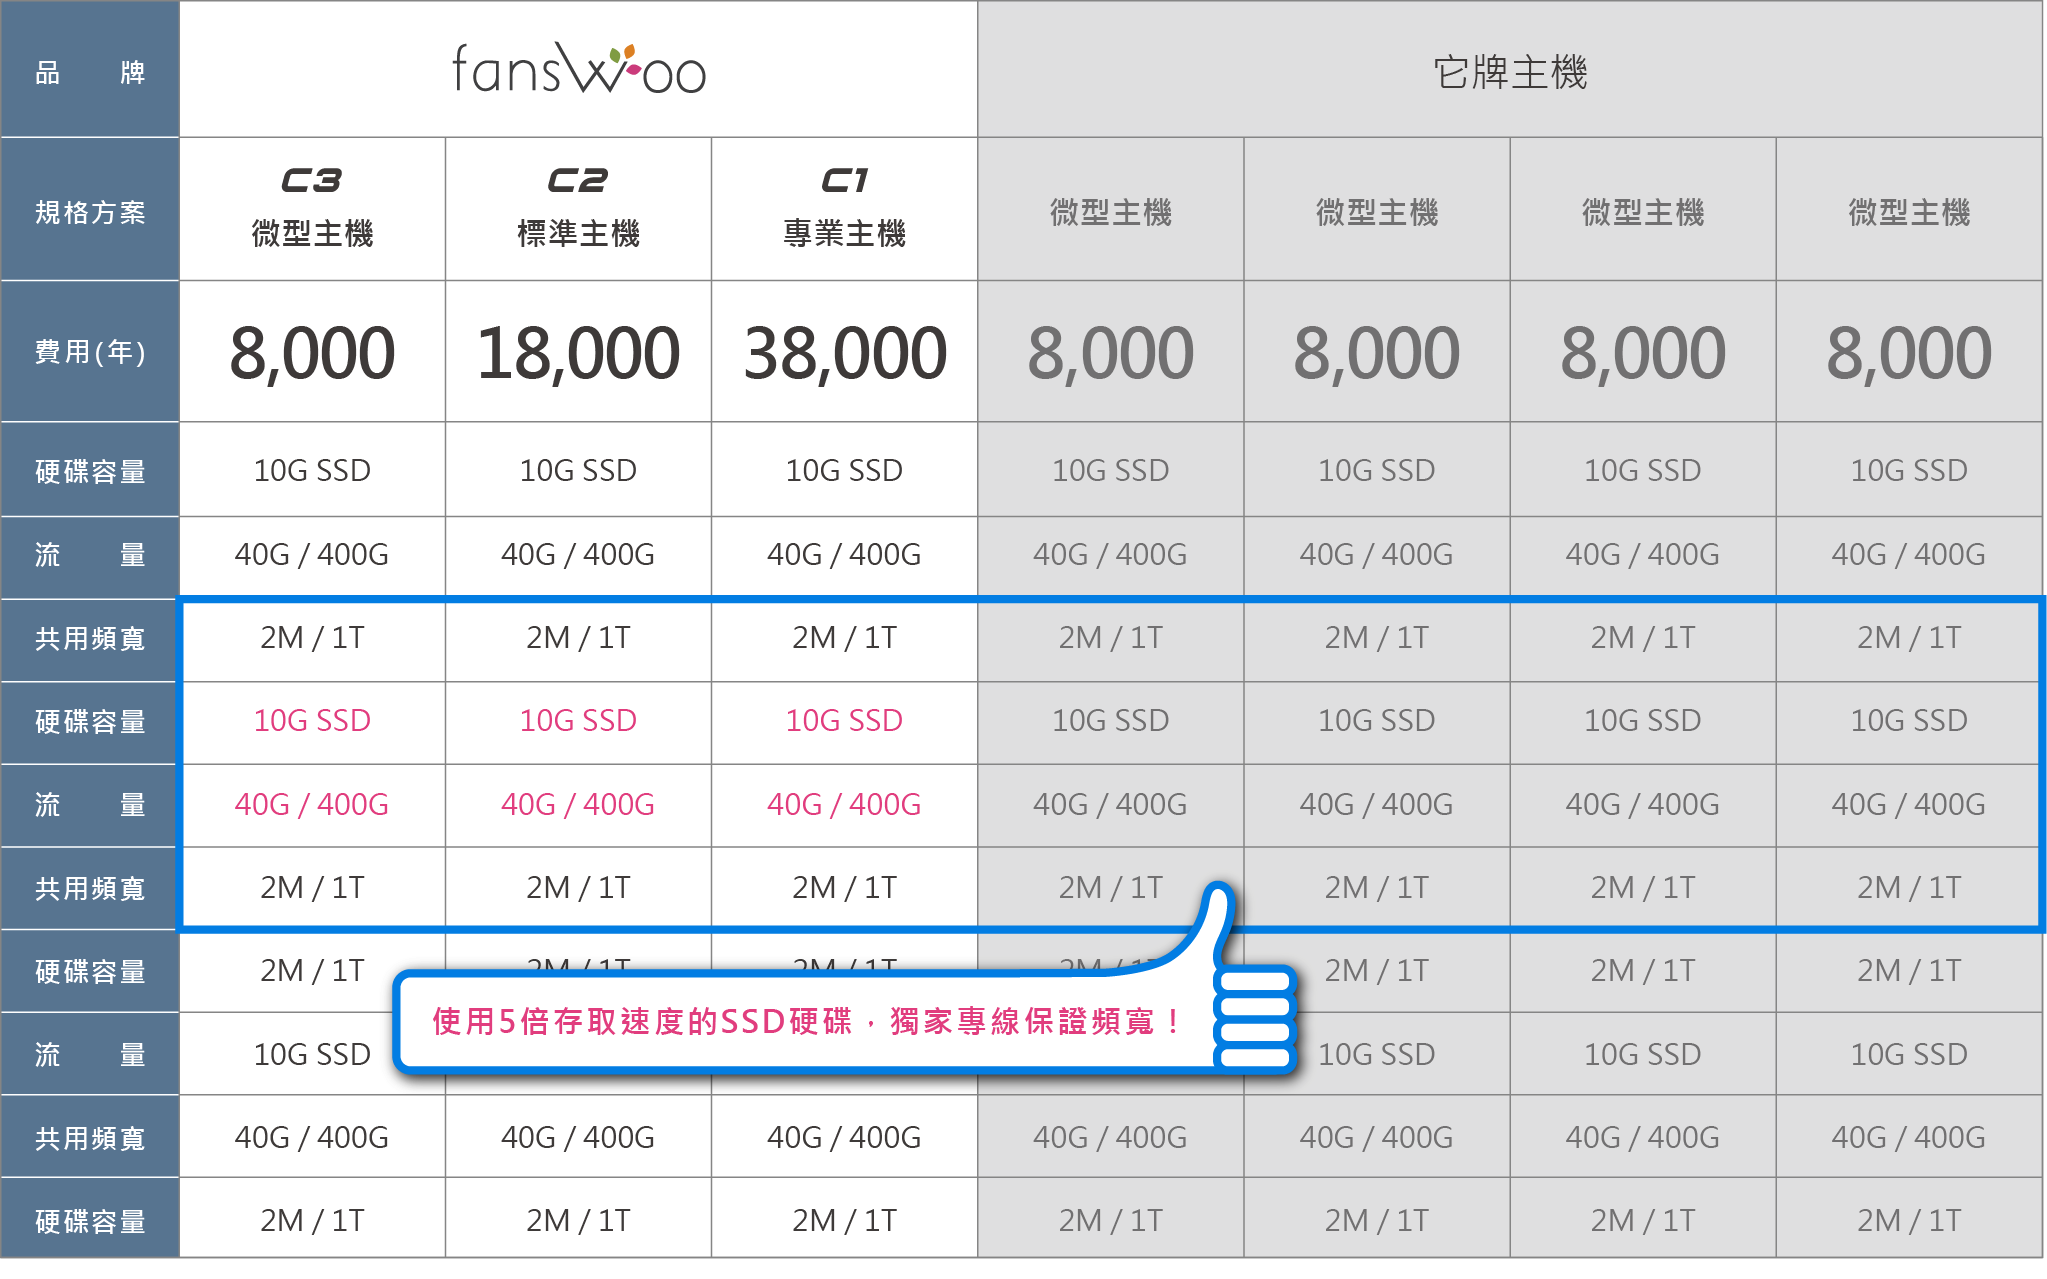 品 牌 fanswoo 它牌主機
規格方案 C3 微型主機 C2 標準主機 C1 專業主機 微型主機 微型主機 微型主機 微型主機
費用(年) 8,000 18,000 38,000 8,000 8,000 8,000 8,000
硬碟容量 10G SSD 10G SSD 10G SSD 10G SSD 10G SSD 10G SSD 10G SSD
流 量 40G / 400G 40G / 400G 40G / 400G 40G / 400G 40G / 400G 40G / 400G 40G / 400G
共用頻寬 2M / 1T 2M / 1T 2M / 1T 2M / 1T 2M / 1T 2M / 1T 2M / 1T
硬碟容量 10G SSD 10G SSD 10G SSD 10G SSD 10G SSD 10G SSD 10G SSD
流 量 40G / 400G 40G / 400G 40G / 400G 40G / 400G 40G / 400G 40G / 400G 40G / 400G
共用頻寬 2M / 1T 2M / 1T 2M / 1T 2M / 1T 2M / 1T 2M / 1T 2M / 1T
硬碟容量 2M / 1T 2M / 1T 2M / 1T 2M / 1T 2M / 1T 2M / 1T 2M / 1T
使用5倍存取速度的SSD硬碟，獨家專線保證頻寬！
流 量 10G SSD 10G SSD 10G SSD 10G SSD
共用頻寬 40G / 400G 40G / 400G 40G / 400G 40G / 400G 40G / 400G 40G / 400G 40G / 400G
硬碟容量 2M / 1T 2M / 1T 2M / 1T 2M / 1T 2M / 1T 2M / 1T 2M / 1T